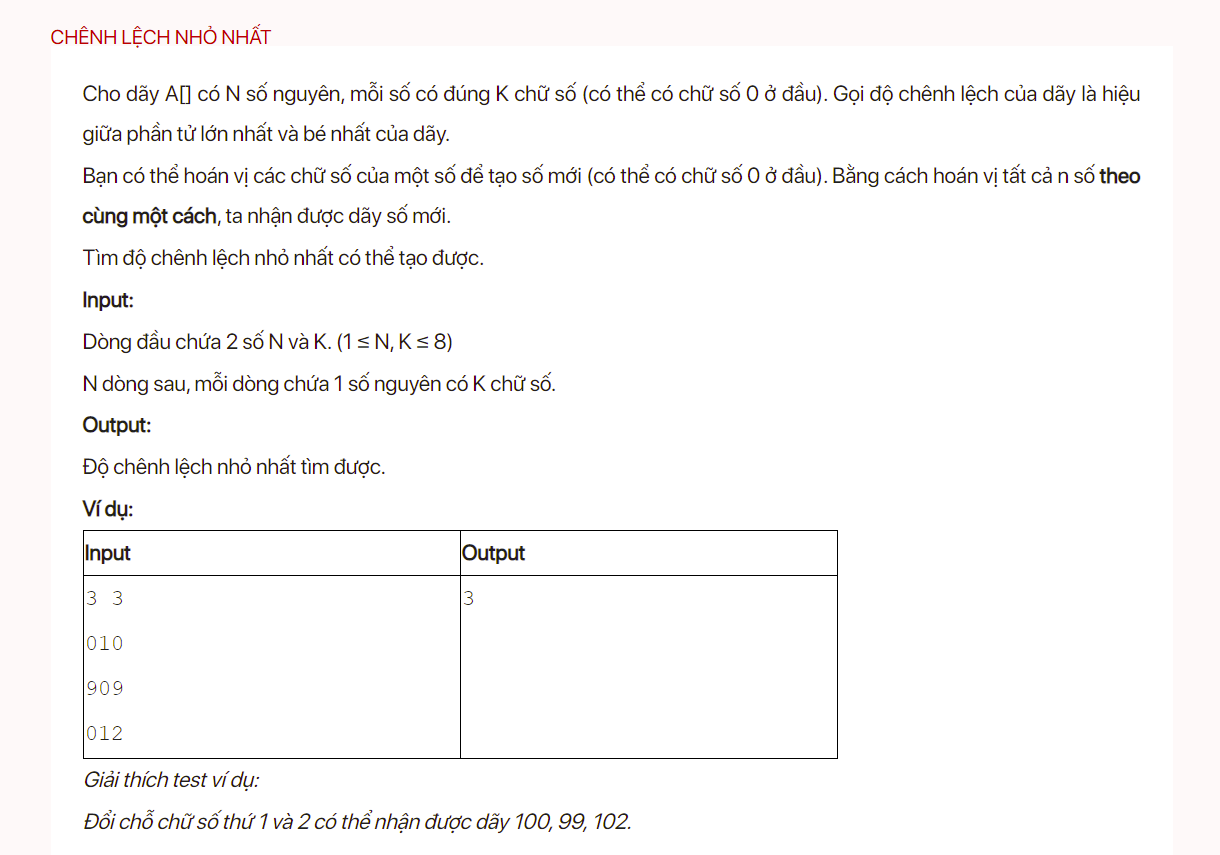 CHÊNH LỆCH NHỎ NHẤT
Cho dãy A[] có N số nguyên, mỗi số có đúng K chữ số (có thể có chữ số 0 ở đầu). Gọi độ chênh lệch của dãy là hiệu
giữa phần tử lớn nhất và bé nhất của dãy.
Bạn có thể hoán vị các chữ số của một số để tạo số mới (có thể có chữ số 0 ở đầu). Bằng cách hoán vị tất cả n số theo
cùng một cách, ta nhận được dãy số mới.
Tìm độ chênh lệch nhỏ nhất có thể tạo được.
Input:
Dòng đầu chứa 2 số N và K. (1 ≤ N, K ≤ 8)
N dòng sau, mỗi dòng chứa 1 số nguyên có K chữ số.
Output:
Độ chênh lệch nhỏ nhất tìm được.
Ví dụ:
Input Output
3 3 3
010
909
012
Giải thích test ví dụ:
Đổi chỗ chữ số thứ 1 và 2 có thể nhận được dãy 100, 99, 102.